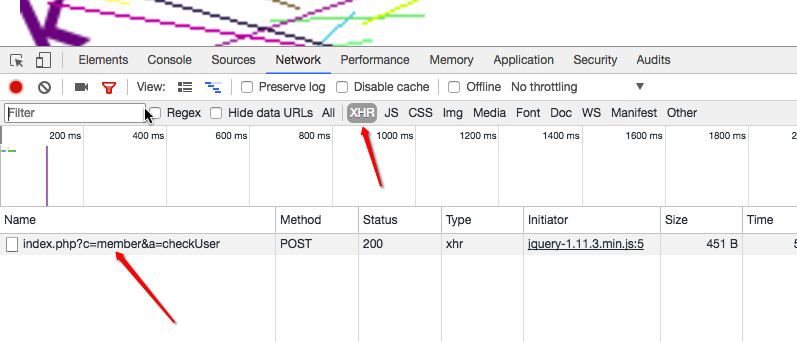 Elements Console Sources Network Performance Memory Application Security Audits
View: Preserve log Disable cache Offline No throttling
Filter Regex Hide data URLs All XHR JS CSS Img Media Font Doc WS Manifest Other
200 ms 400 ms 600 ms 800 ms 1000 ms 1200 ms 1400 ms 1600 ms 1800 ms 2
Name Method Status Type Initiator Size Time
index.php?c=member&a=checkUser POST 200 xhr jquery-1.11.3.min.js:5 451 B 5